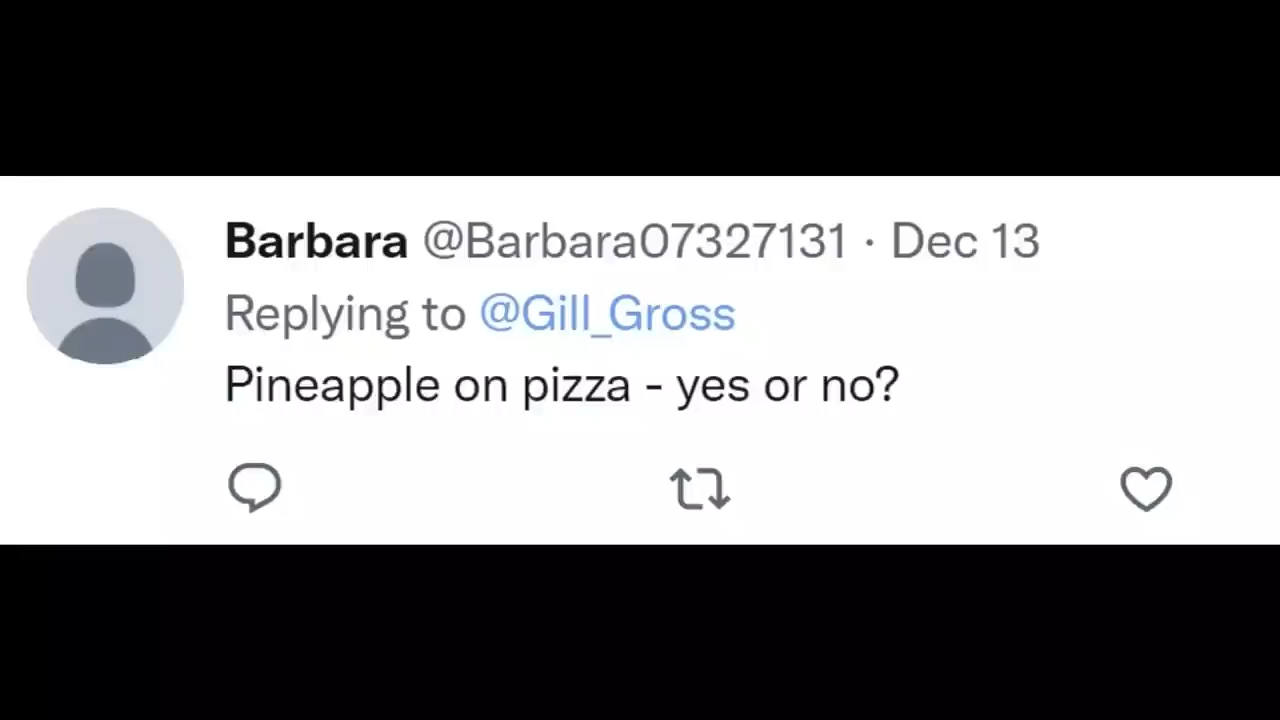 Barbara @Barbara07327131 · Dec 13
Replying to @Gill_Gross
Pineapple on pizza - yes or no?